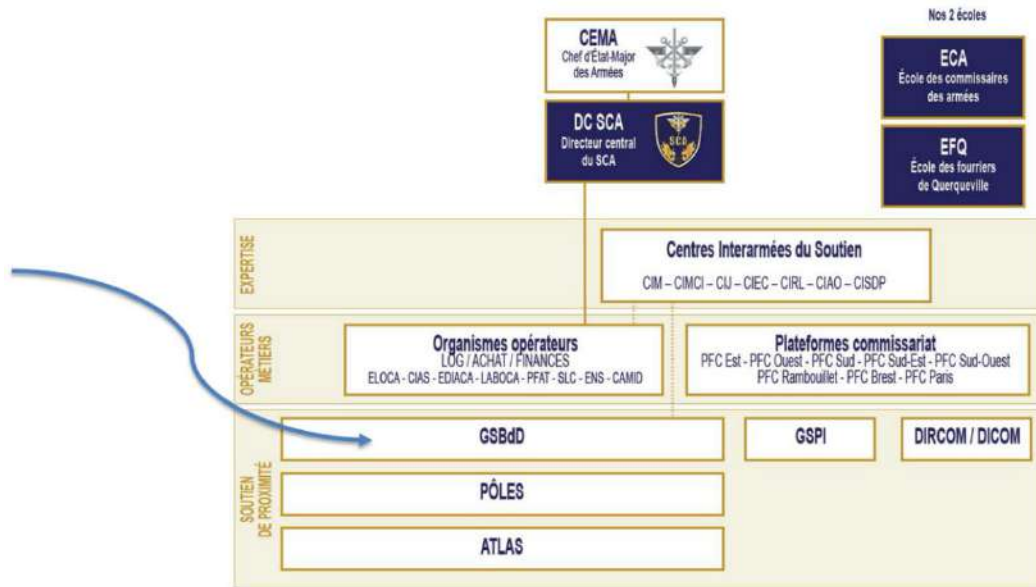 Nos 2 écoles
CEMA
Chef d'État-Major
des Armées
ECA
École des commissaires
des armées
DC SCA
Directeur central
du SCA
SCA
EFQ
École des fourriers
de Querqueville
EXPERTISE
Centres Interarmées du Soutien
CIM – CIMCI – CIJ – CIEC – CIRL – CIAO – CISDP
OPÉRATEURS
MÉTIERS
Organismes opérateurs
LOG / ACHAT / FINANCES
ELOCA - CIAS - EDIACA - LABOCA - PFAT - SLC - ENS - CAMID
Plateformes commissariat
PFC Est - PFC Ouest - PFC Sud - PFC Sud-Est - PFC Sud-Ouest
PFC Rambouillet - PFC Brest - PFC Paris
SOUTIEN
DE PROXIMITÉ
GSBdD
GSPI
DIRCOM / DICOM
PÔLES
ATLAS